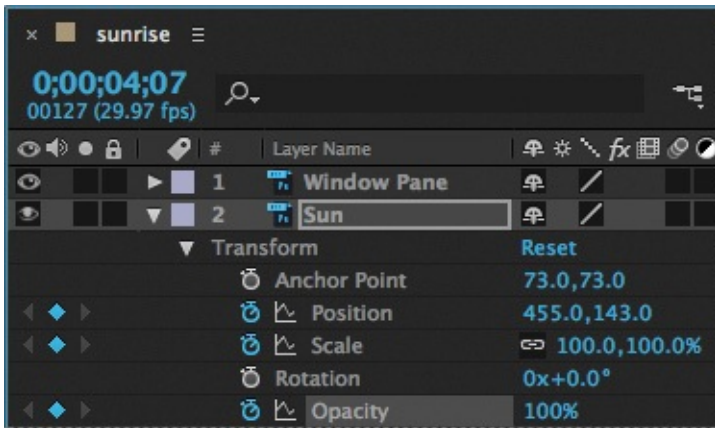 × sunrise ≡
0;00;04;07
00127 (29.97 fps)
# Layer Name fx
1 Window Pane
2 Sun
Transform Reset
Anchor Point 73.0,73.0
Position 455.0,143.0
Scale 100.0,100.0%
Rotation 0x+0.0°
Opacity 100%